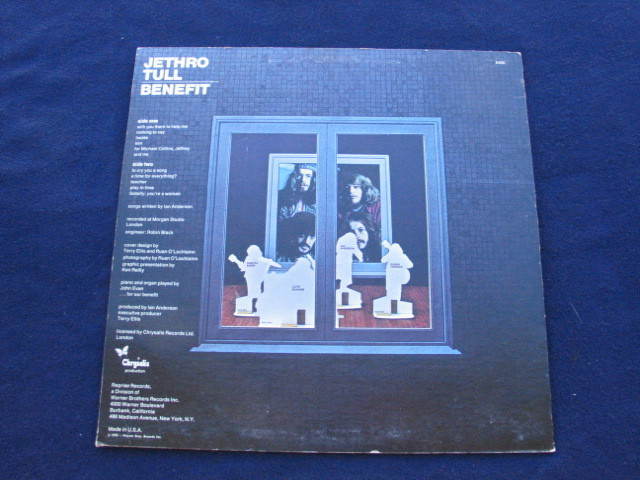 JETHRO
TULL
BENEFIT
side one
with you there to help me
nothing to say
inside
son
for Michael Collins, Jeffrey
and me
side two
to cry you a song
a time for everything?
teacher
play in time
Sossity: you're a woman
songs written by Ian Anderson
recorded at Morgan Studio
London
engineer: Robin Black
cover design by
Terry Ellis and Ruan O'Lochlainn
photography by Ruan O'Lochlainn
graphic presentation by
Ken Reilly
piano and organ played by
John Evan
.... for our benefit
produced by Ian Anderson
executive producer
Terry Ellis
licensed by Chrysalis Records Ltd.
London
Chrysalis
production
Reprise Records,
a Division of
Warner Brothers Records Inc.
4000 Warner Boulevard
Burbank, California
488 Madison Avenue, New York, N.Y.
Made in U.S.A.